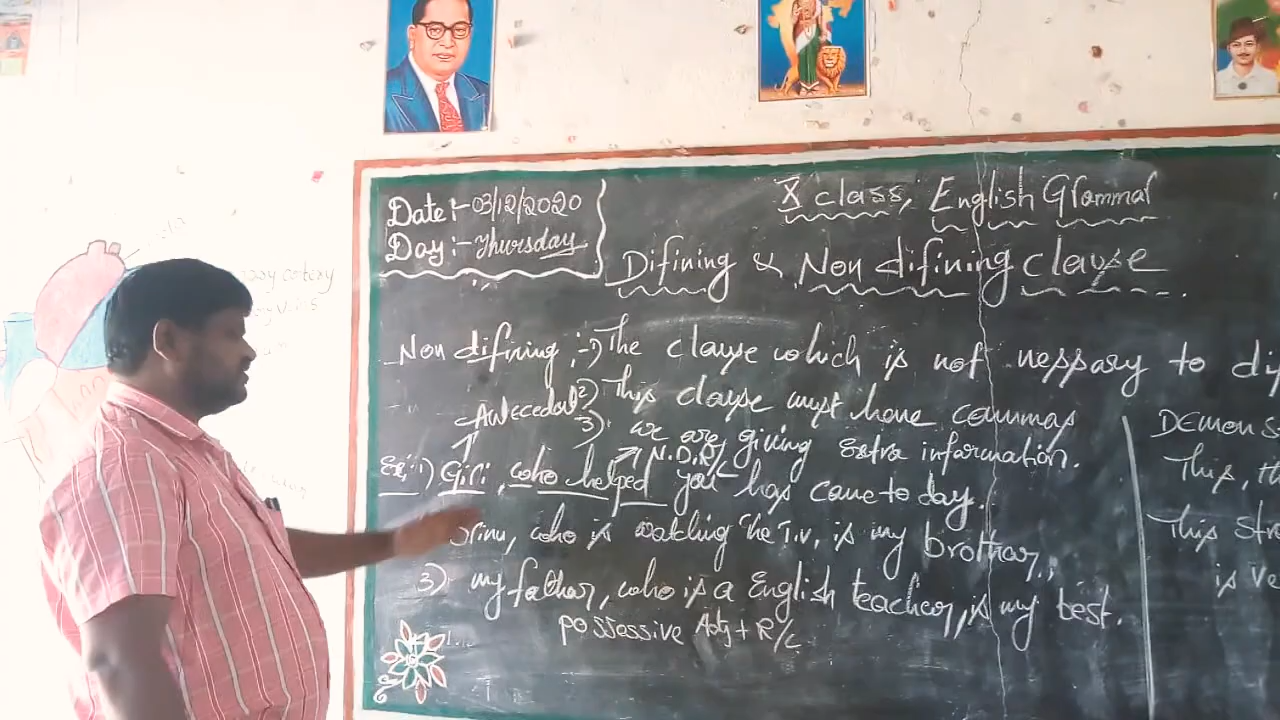 Date :- 03/12/2020
Day :- Thursday
X class, English Grammar
Difining & Non difining clause
Non difining :- 1) The clause which is not nessary to di
2) This clause must have commas
Antecedent
3) we are giving extra information.
N.D.R/C
Ex:- 1) Giri, who helped you has come to day.
Srinu, who is watching the T.V, is my brother,
3) my father, who is a English teacher, is my best.
possessive Adj + R/C
DEMONS
This, th
This Str
is ve